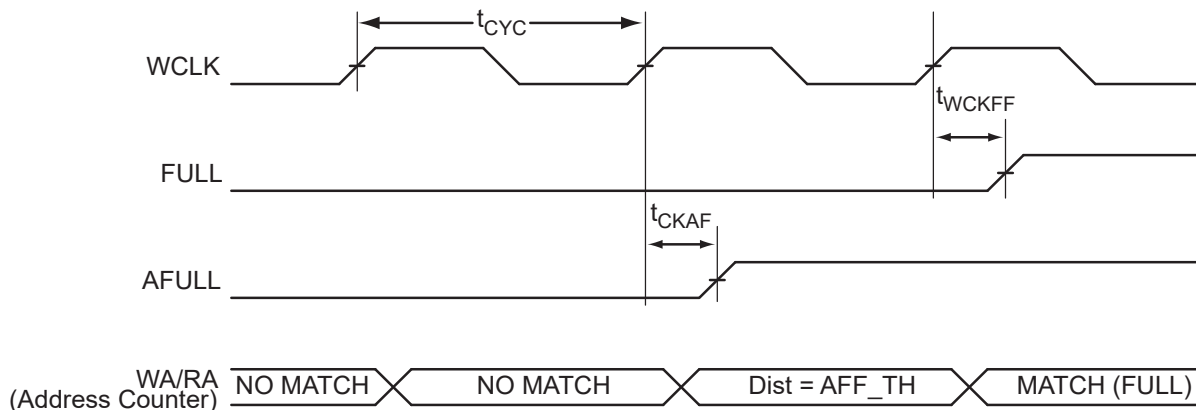 tCYC
WCLK
tWCKFF
FULL
tCKAF
AFULL
WA/RA
(Address Counter)
NO MATCH
NO MATCH
Dist = AFF_TH
MATCH (FULL)